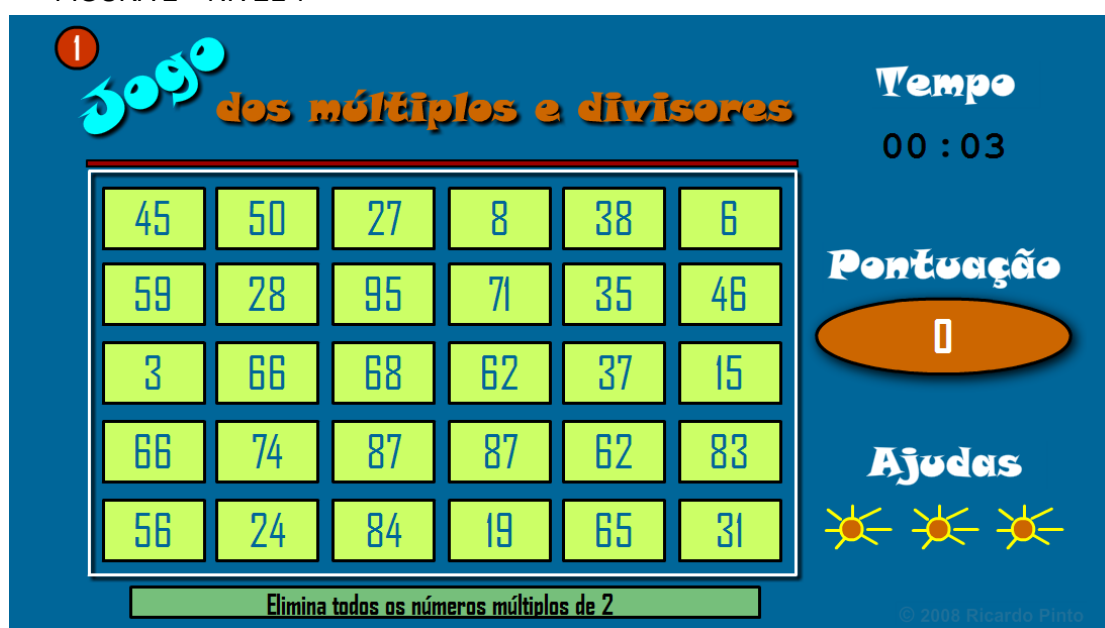 1
Jogo
dos múltiplos e divisores
Tempo
00:03
45 50 27 8 38 6
59 28 95 71 35 46
3 66 68 62 37 15
66 74 87 87 62 83
56 24 84 19 65 31
Pontuação
0
Ajudas
Elimina todos os números múltiplos de 2
© 2008 Ricardo Pinto